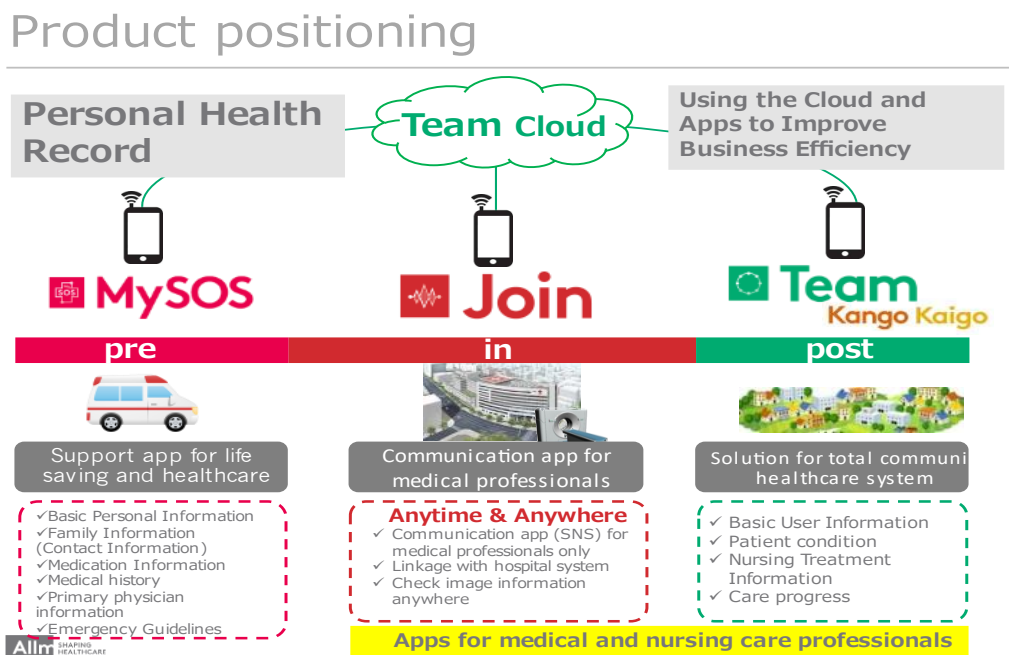 Product positioning
Personal Health
Record
Team Cloud
Using the Cloud and
Apps to Improve
Business Efficiency
SOS
MySOS
Join
Team
Kango Kaigo
pre
in
post
Support app for life
saving and healthcare
Communication app for
medical professionals
Solution for total communi
healthcare system
✓Basic Personal Information
✓Family Information
(Contact Information)
✓Medication Information
✓Medical history
✓Primary physician
information
✓Emergency Guidelines
Anytime & Anywhere
✓ Communication app (SNS) for
medical professionals only
✓ Linkage with hospital system
✓ Check image information
anywhere
✓ Basic User Information
✓ Patient condition
✓ Nursing Treatment
Information
✓ Care progress
Apps for medical and nursing care professionals
Allm SHAPING
HEALTHCARE